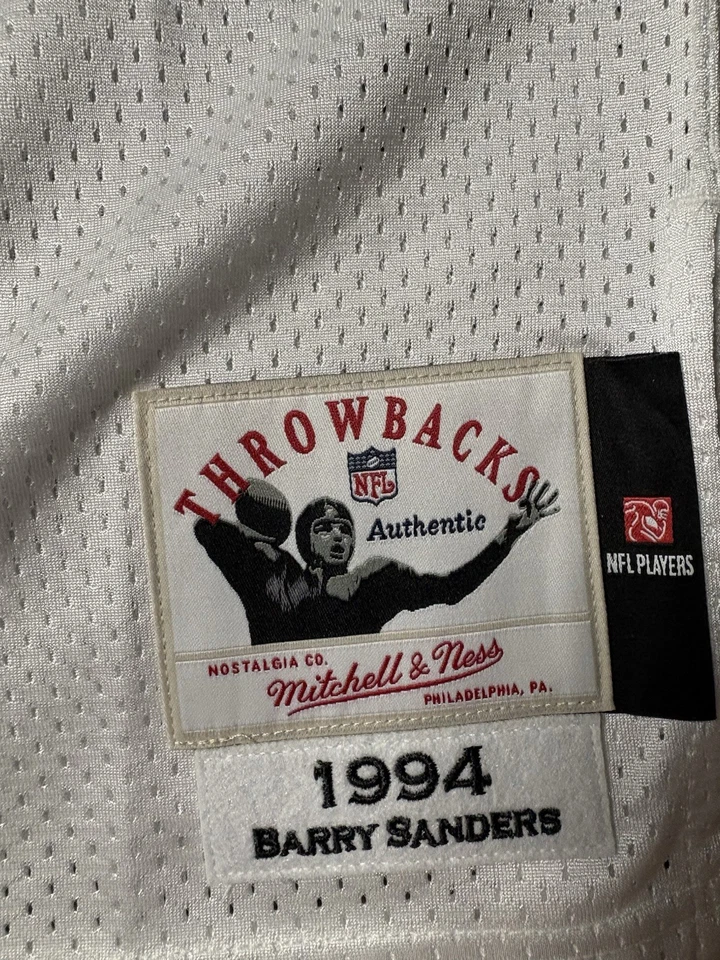 THROWBACKS
NFL
Authentic
NFL PLAYERS
NOSTALGIA CO.
Mitchell & Ness
PHILADELPHIA, PA.
1994
BARRY SANDERS